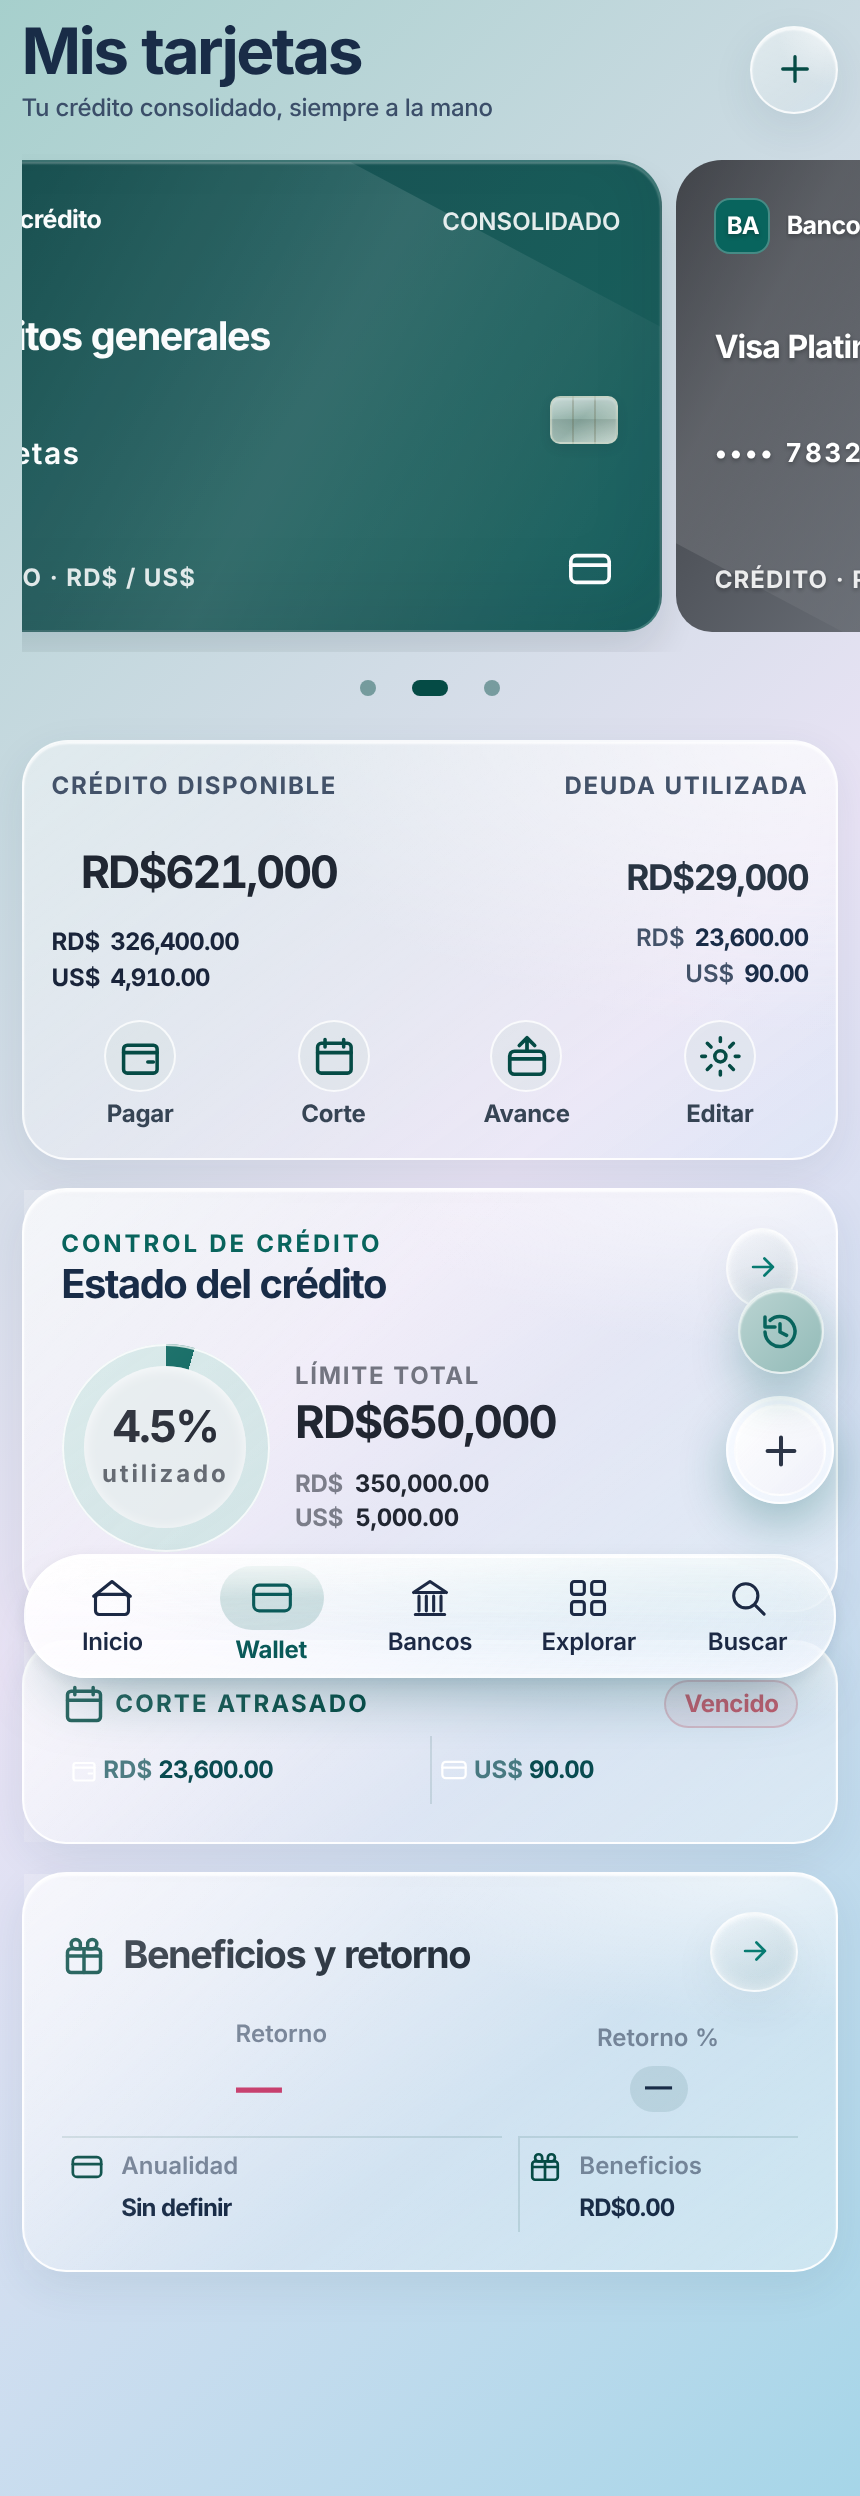 Mis tarjetas
Tu crédito consolidado, siempre a la mano
crédito
CONSOLIDADO
itos generales
etas
O · RD$ / US$
BA Banco
Visa Platin
•••• 7832
CRÉDITO ·
CRÉDITO DISPONIBLE
DEUDA UTILIZADA
RD$621,000
RD$29,000
RD$ 326,400.00
US$ 4,910.00
RD$ 23,600.00
US$ 90.00
Pagar
Corte
Avance
Editar
CONTROL DE CRÉDITO
Estado del crédito
4.5%
utilizado
LÍMITE TOTAL
RD$650,000
RD$ 350,000.00
US$ 5,000.00
Inicio
Wallet
Bancos
Explorar
Buscar
CORTE ATRASADO
Vencido
RD$ 23,600.00
US$ 90.00
Beneficios y retorno
Retorno
—
Retorno %
—
Anualidad
Sin definir
Beneficios
RD$0.00